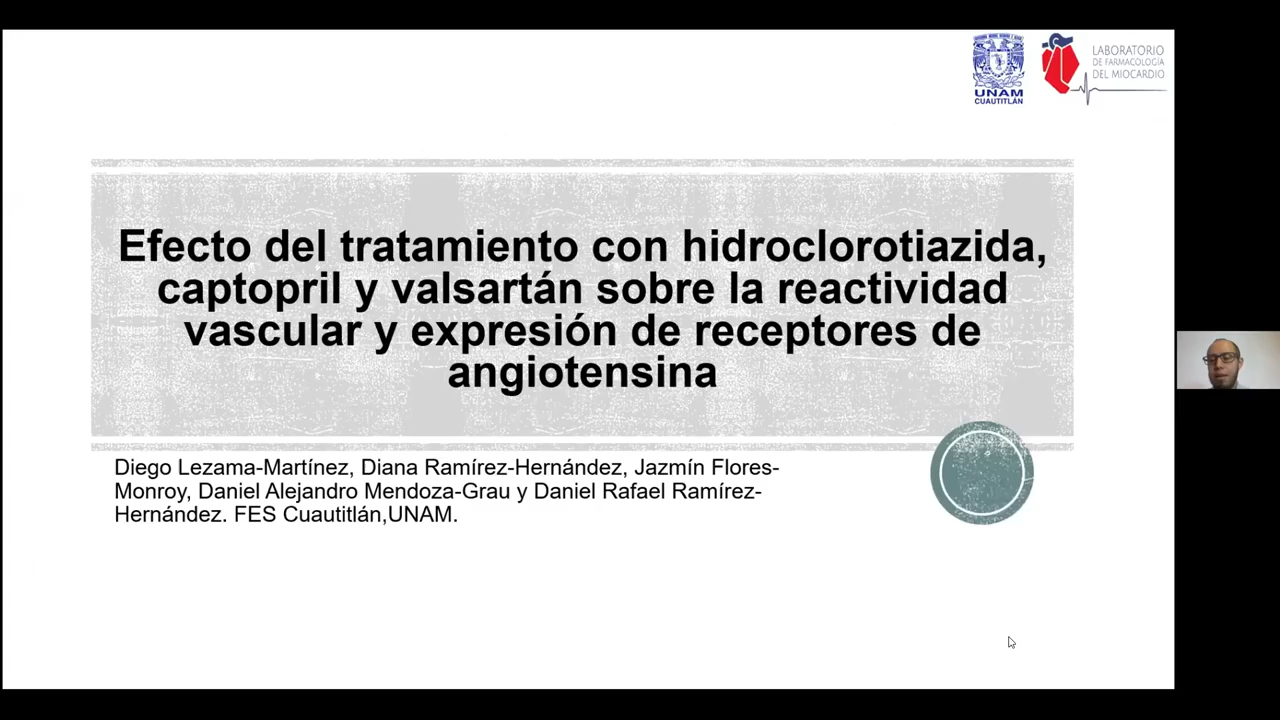 UNAM
CUAUTITLÁN
LABORATORIO
DE FARMACOLOGÍA
DEL MIOCARDIO
Efecto del tratamiento con hidroclorotiazida,
captopril y valsartán sobre la reactividad
vascular y expresión de receptores de
angiotensina
Diego Lezama-Martínez, Diana Ramírez-Hernández, Jazmín Flores-
Monroy, Daniel Alejandro Mendoza-Grau y Daniel Rafael Ramírez-
Hernández. FES Cuautitlán,UNAM.